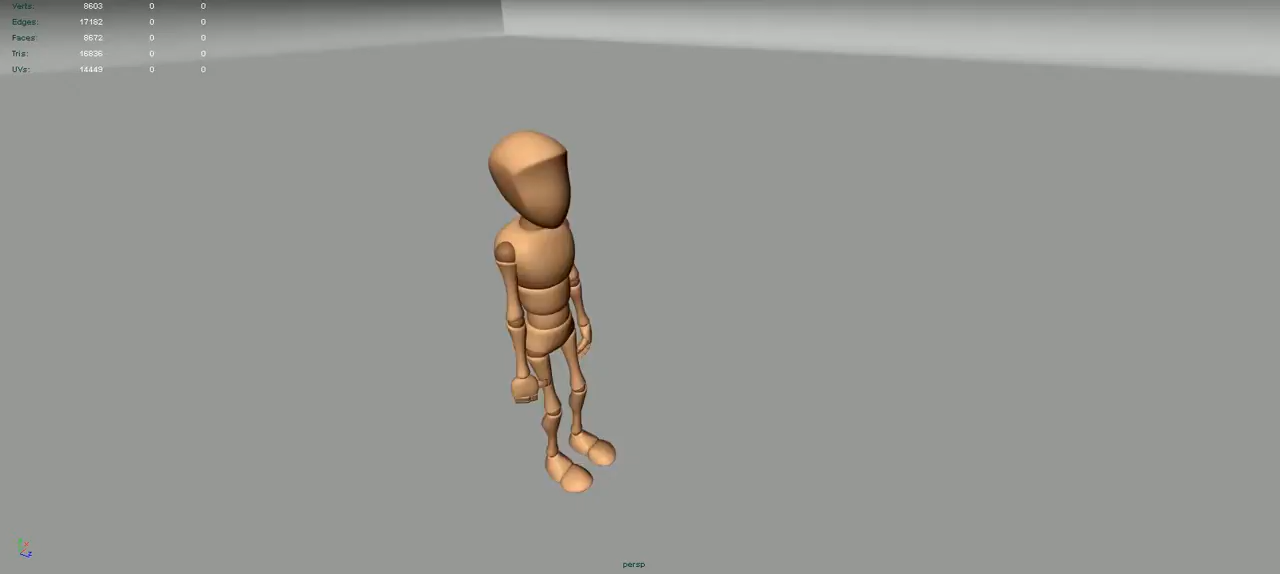 Verts: 8603 0 0
Edges: 17182 0 0
Faces: 8672 0 0
Tris: 16836 0 0
UVs: 14449 0 0
persp